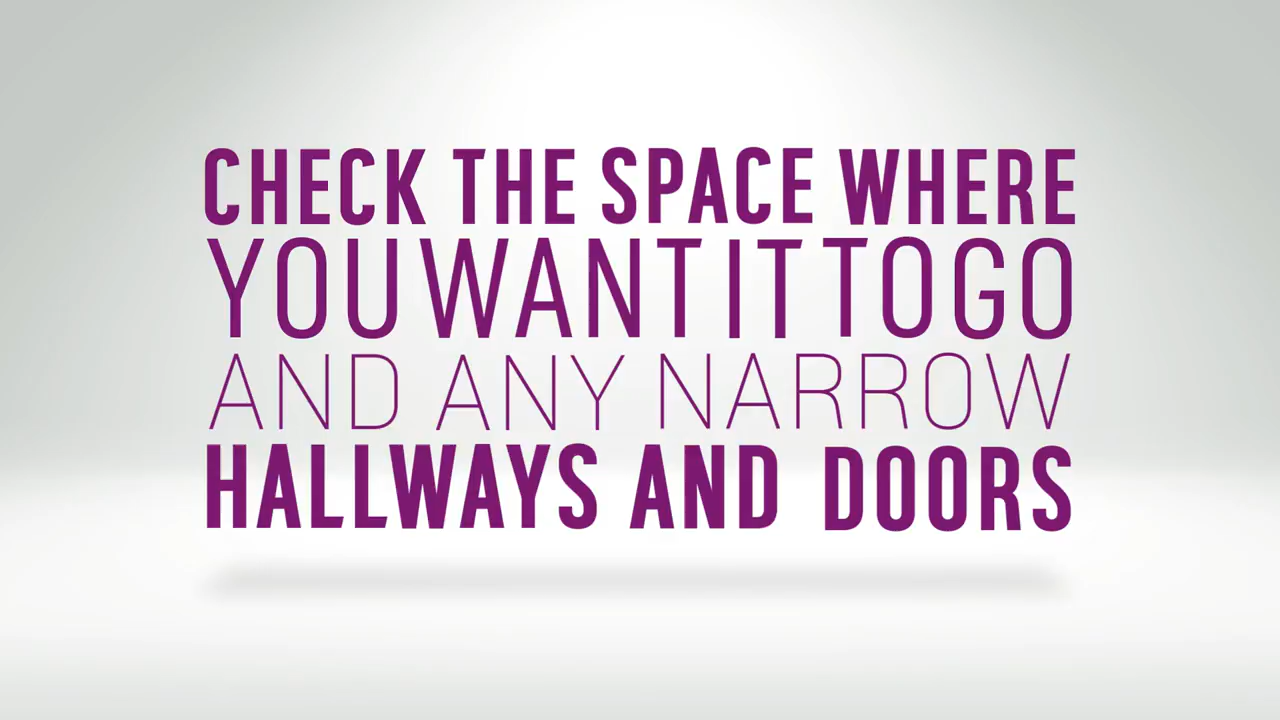 CHECK THE SPACE WHERE
YOU WANT IT TO GO
AND ANY NARROW
HALLWAYS AND DOORS